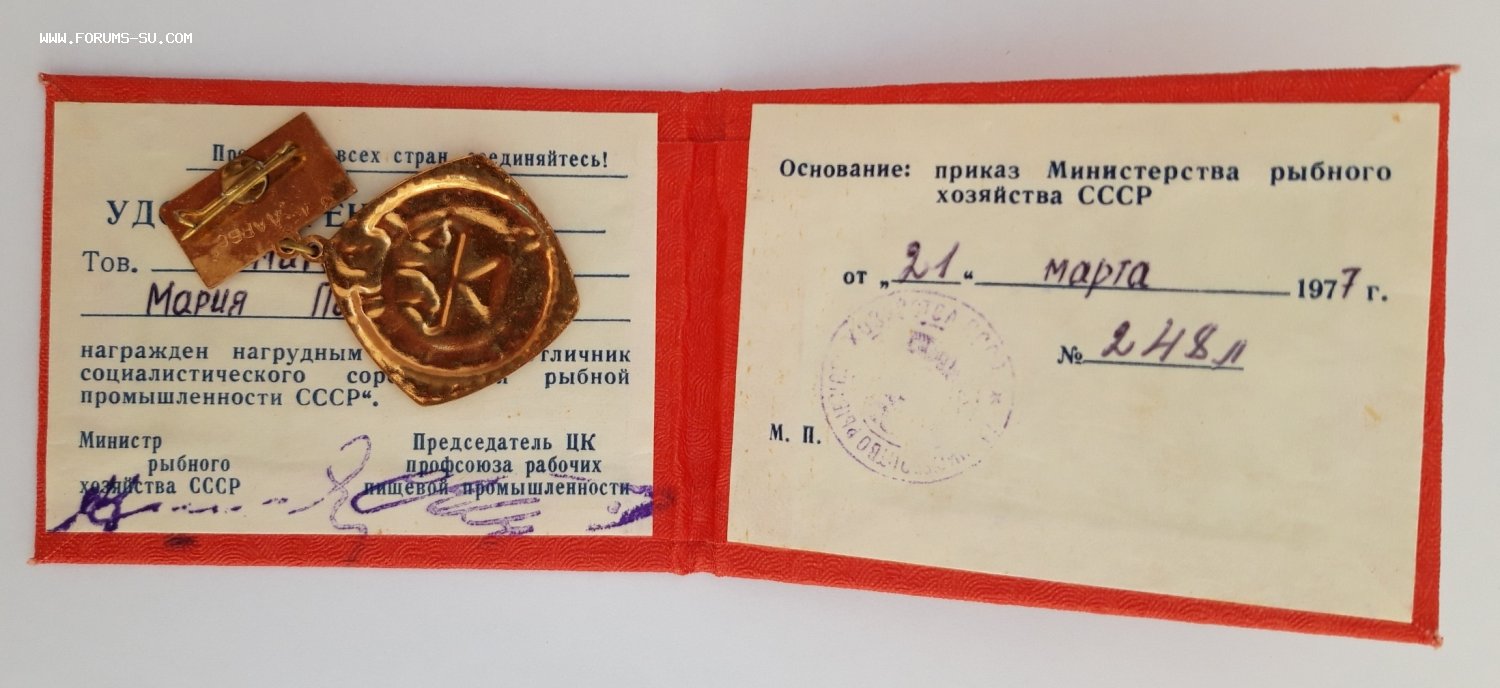 WWW.FORUMS-SU.COM
всех стран
Тов.
Мария
награжден нагрудным
социалистического рыбной
промышленности СССР“.
Министр
рыбного
хозяйства СССР
Председатель ЦК
профсоюза рабочих
пищевой промышленности
Основание: приказ Министерства рыбного
хозяйства СССР
от „21“ марта 1977 г.
№ 248л
М. П.